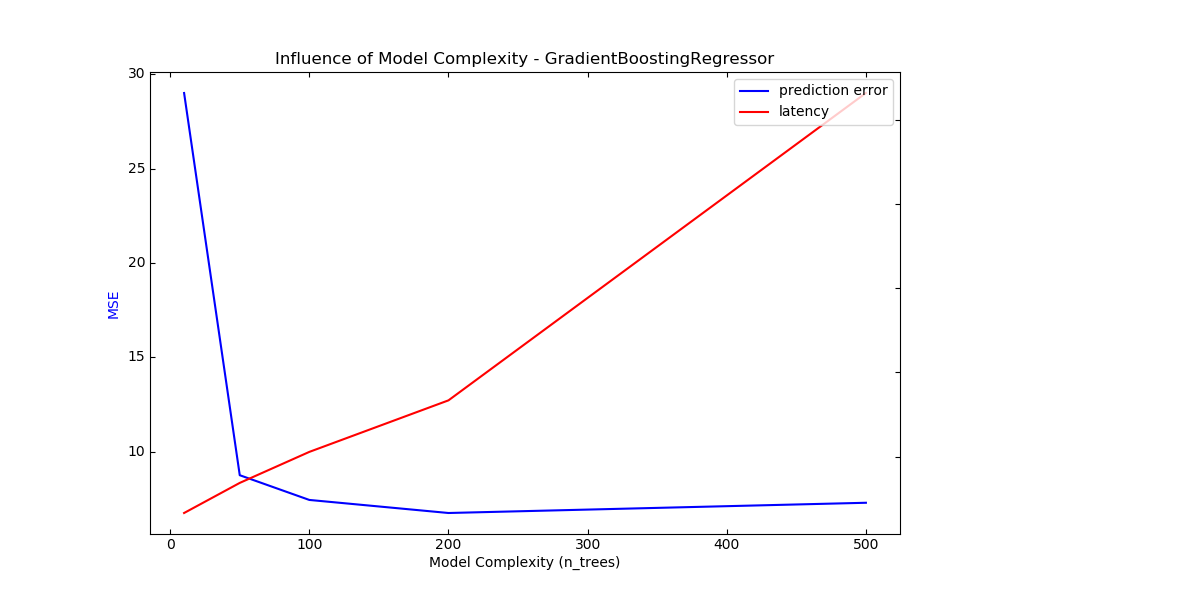 Influence of Model Complexity - GradientBoostingRegressor
prediction error
latency
30
25
20
15
10
MSE
0 100 200 300 400 500
Model Complexity (n_trees)